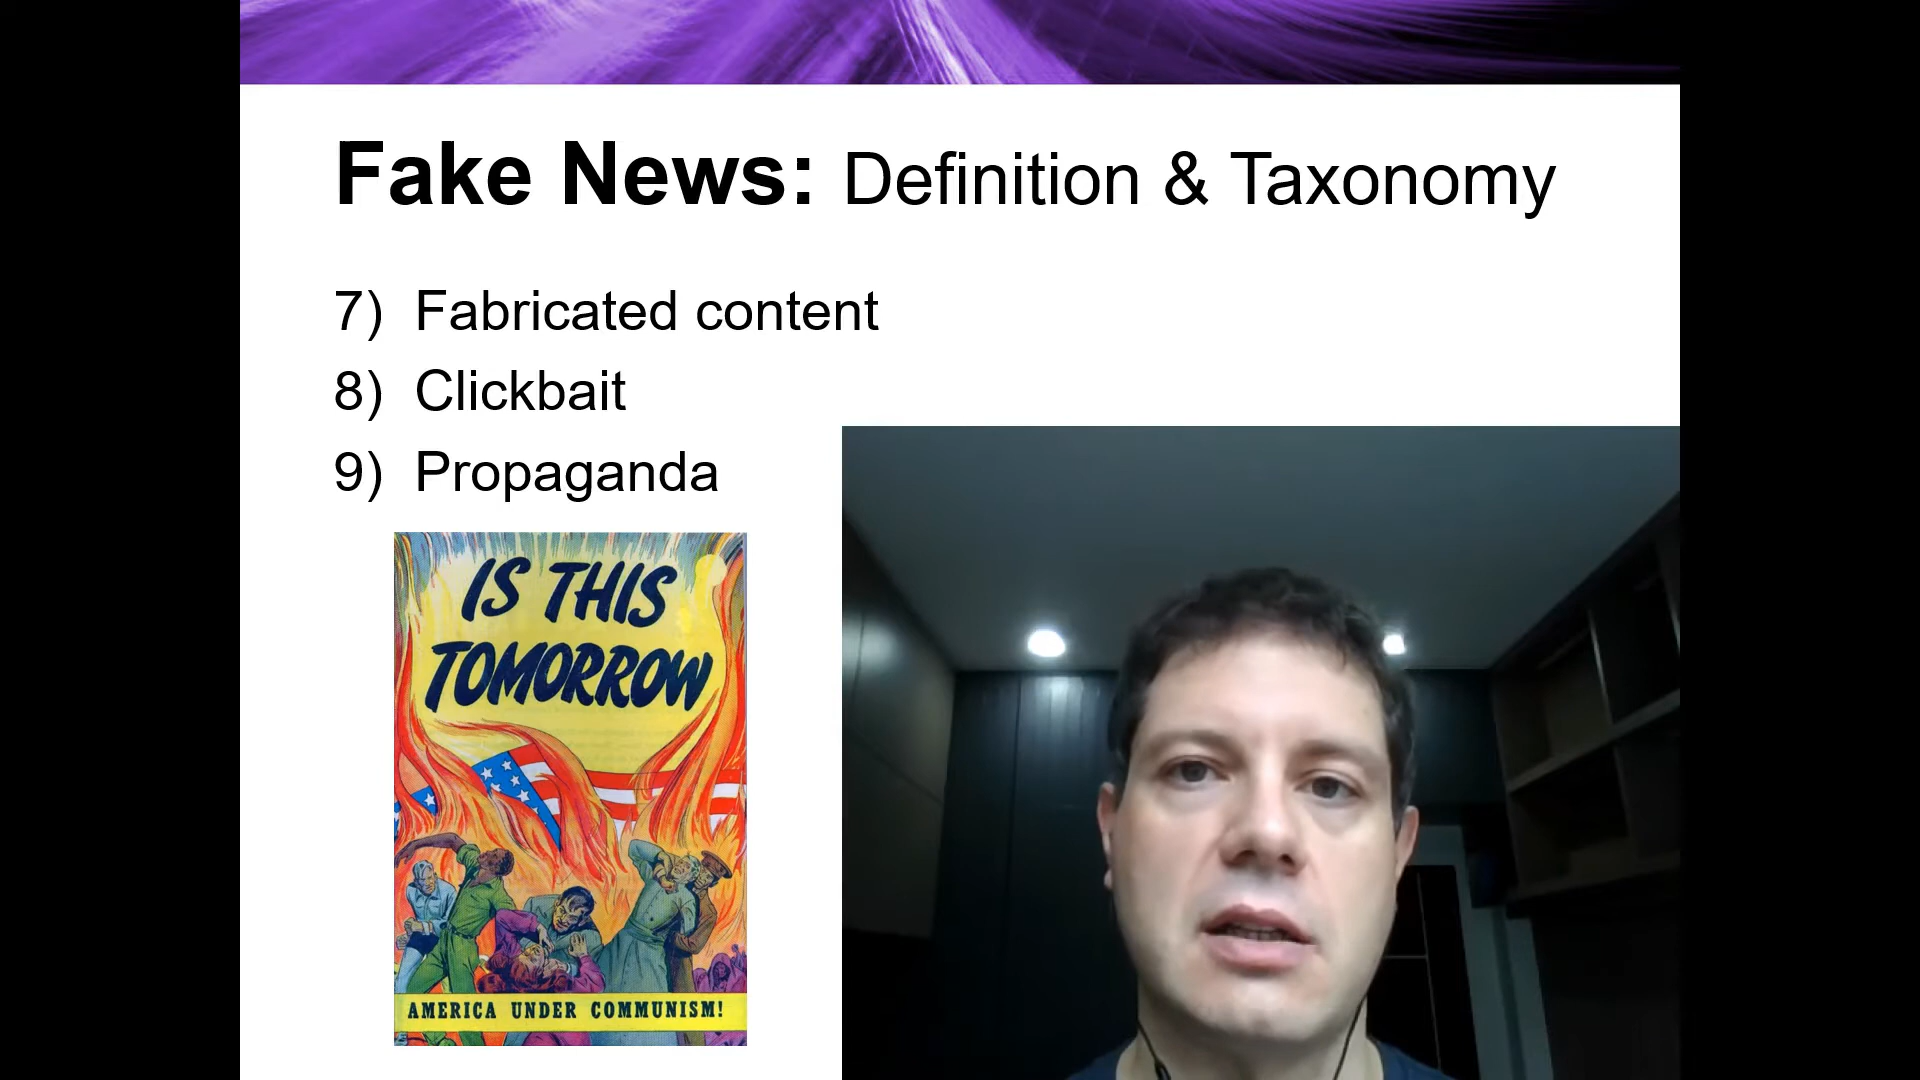 Fake News: Definition & Taxonomy
7) Fabricated content
8) Clickbait
9) Propaganda
IS THIS
TOMORROW
AMERICA UNDER COMMUNISM!